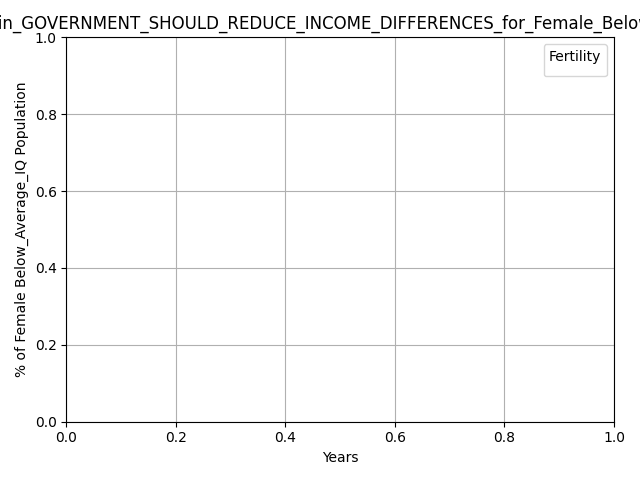 in_GOVERNMENT_SHOULD_REDUCE_INCOME_DIFFERENCES_for_Female_Below
Fertility
% of Female Below_Average_IQ Population
1.0
0.8
0.6
0.4
0.2
0.0
0.0 0.2 0.4 0.6 0.8 1.0
Years